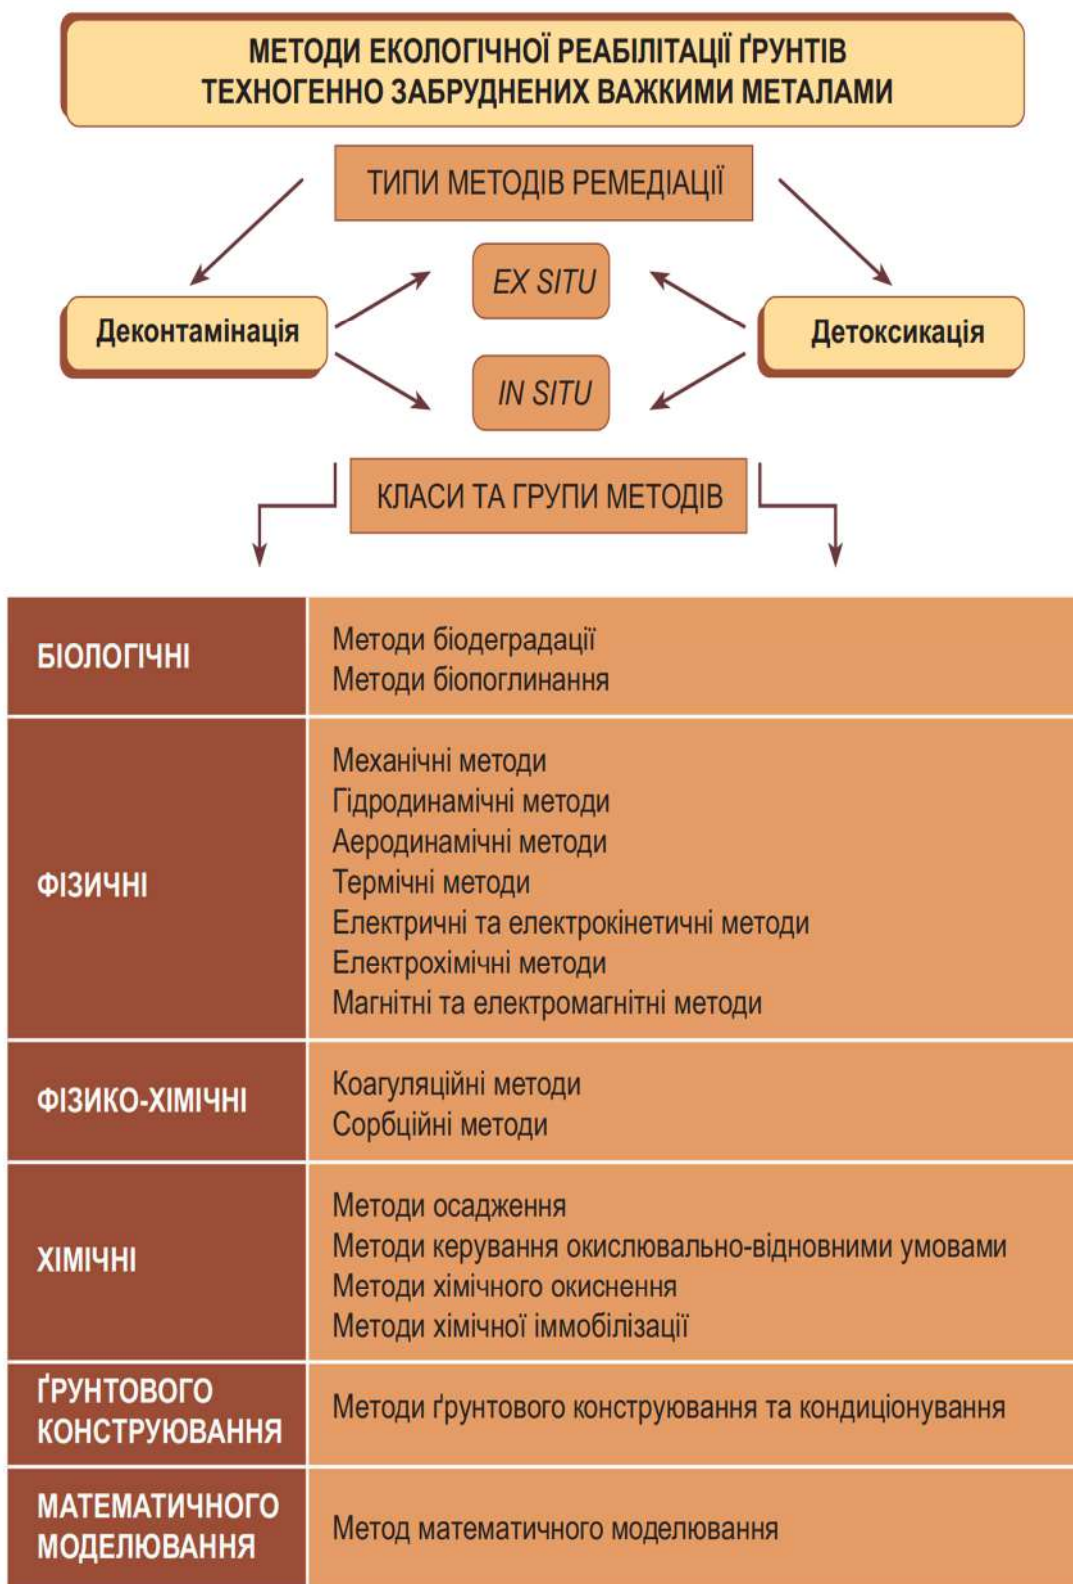 МЕТОДИ ЕКОЛОГІЧНОЇ РЕАБІЛІТАЦІЇ ҐРУНТІВ
ТЕХНОГЕННО ЗАБРУДНЕНИХ ВАЖКИМИ МЕТАЛАМИ
ТИПИ МЕТОДІВ РЕМЕДІАЦІЇ
EX SITU
Деконтамінація
Детоксикація
IN SITU
КЛАСИ ТА ГРУПИ МЕТОДІВ
БІОЛОГІЧНІ
Методи біодеградації
Методи біопоглинання
ФІЗИЧНІ
Механічні методи
Гідродинамічні методи
Аеродинамічні методи
Термічні методи
Електричні та електрокінетичні методи
Електрохімічні методи
Магнітні та електромагнітні методи
ФІЗИКО-ХІМІЧНІ
Коагуляційні методи
Сорбційні методи
ХІМІЧНІ
Методи осадження
Методи керування окислювально-відновними умовами
Методи хімічного окиснення
Методи хімічної іммобілізації
ҐРУНТОВОГО
КОНСТРУЮВАННЯ
Методи ґрунтового конструювання та кондиціонування
МАТЕМАТИЧНОГО
МОДЕЛЮВАННЯ
Метод математичного моделювання